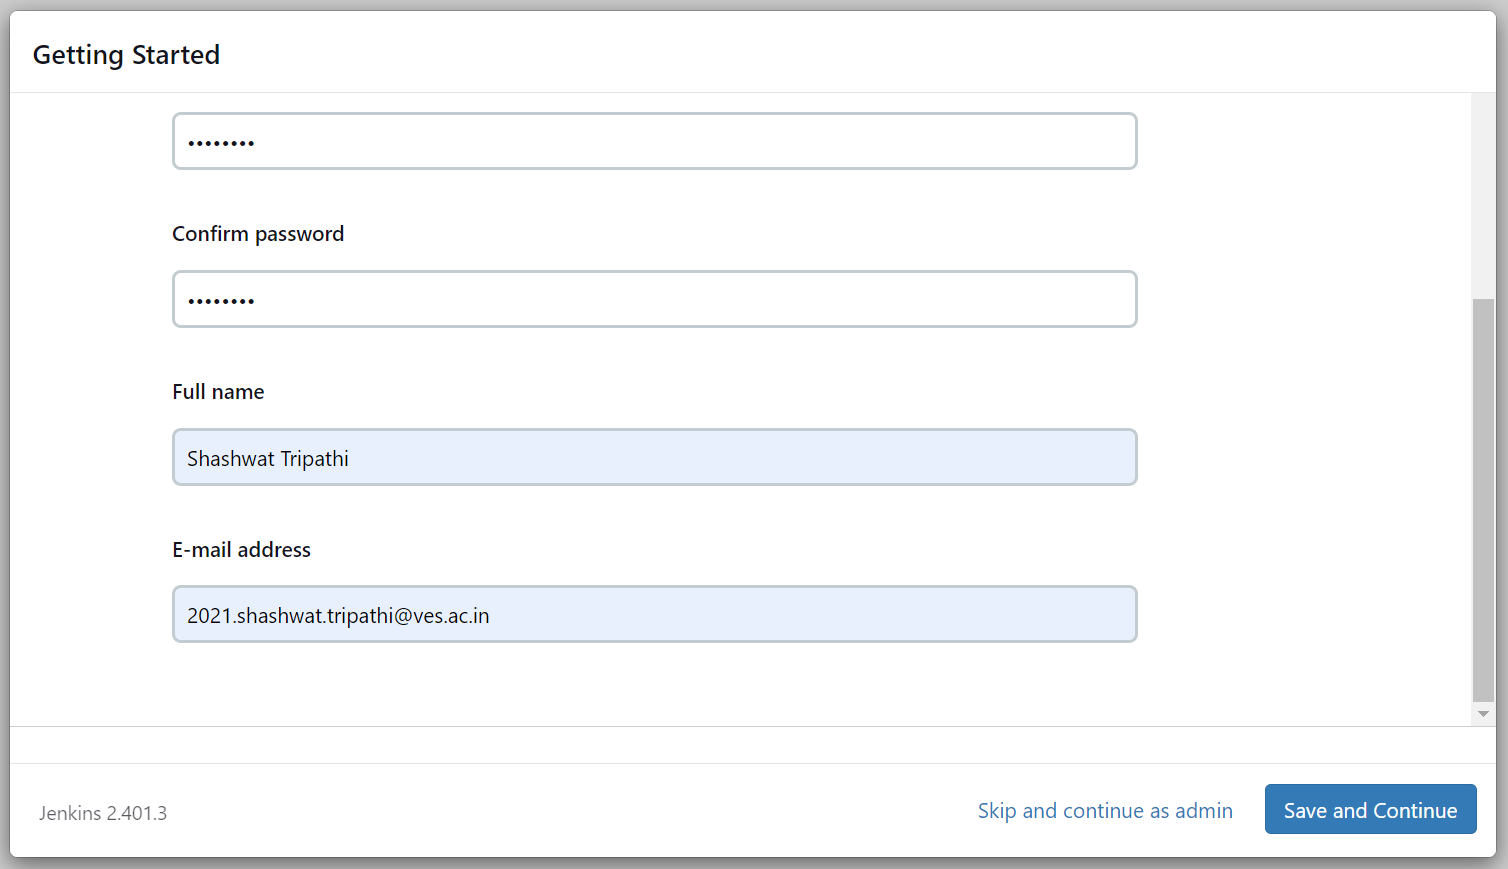 Getting Started
••••••••
Confirm password
••••••••
Full name
Shashwat Tripathi
E-mail address
2021.shashwat.tripathi@ves.ac.in
Jenkins 2.401.3
Skip and continue as admin
Save and Continue